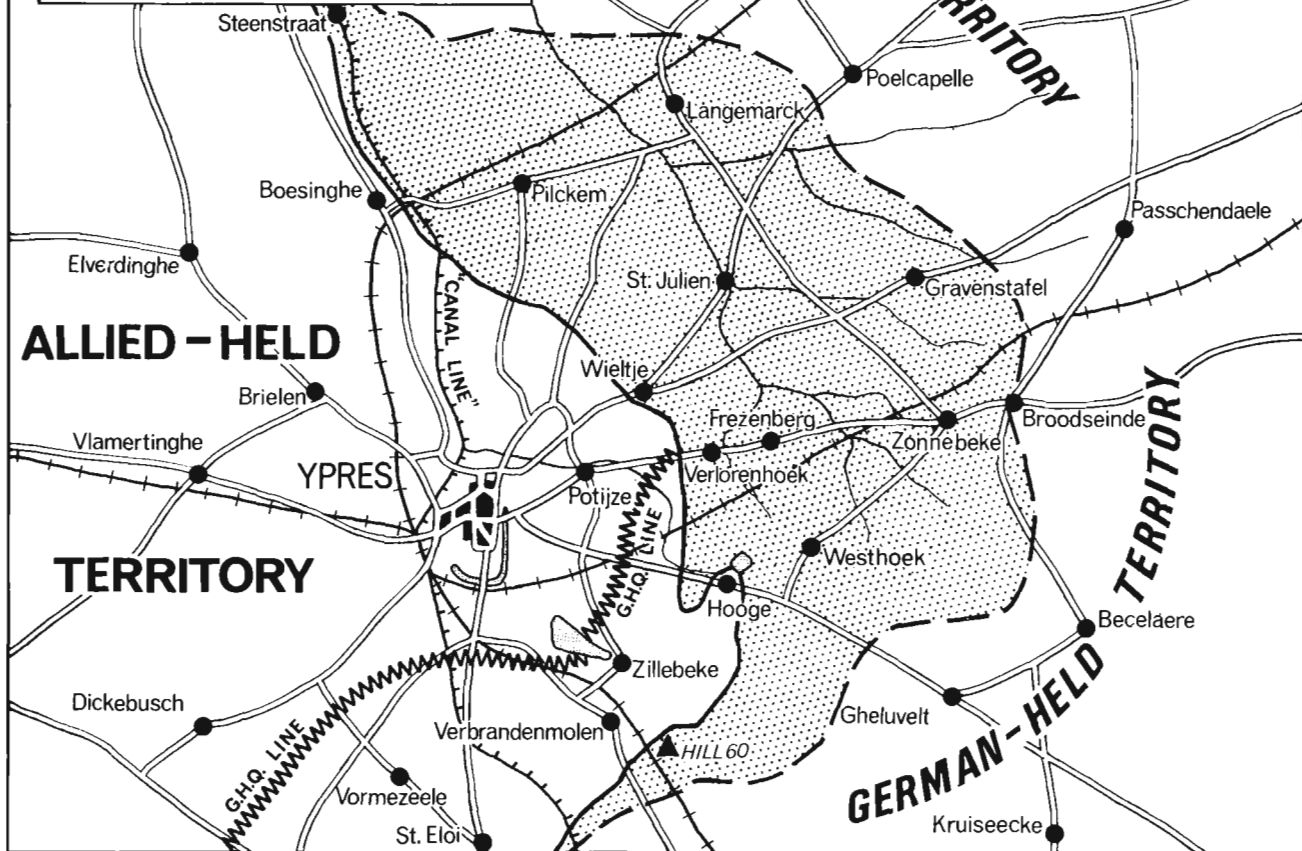 Steenstraat
RRITORY
Poelcapelle
Langemarck
Boesinghe
Pilckem
Passchendaele
Elverdinghe
St. Julien
Gravenstafel
"CANAL LINE"
ALLIED-HELD
Wieltje
Brielen
Frezenberg
Broodseinde
Zonnebeke
Vlamertinghe
YPRES
Verlorenhoek
Potijze
G.H.Q. LINE
Westhoek
TERRITORY
TERRITORY
Hooge
Becelaere
Zillebeke
Dickebusch
Gheluvelt
Verbrandenmolen
HILL 60
G.H.Q. LINE
GERMAN-HELD
Vormezeele
Kruiseecke
St. Eloi